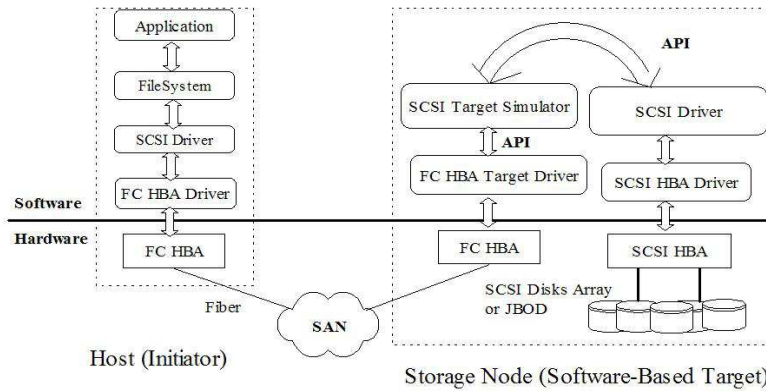 Application
FileSystem
SCSI Driver
FC HBA Driver
Software
Hardware
FC HBA
Fiber
SAN
Host (Initiator)
API
SCSI Target Simulator
SCSI Driver
API
FC HBA Target Driver
SCSI HBA Driver
FC HBA
SCSI HBA
SCSI Disks Array
or JBOD
Storage Node (Software-Based Target)